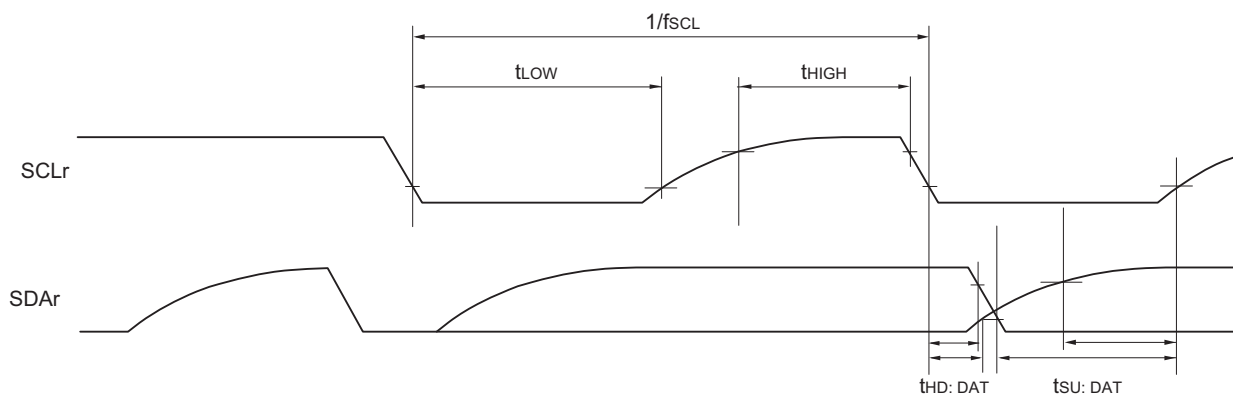 1/fSCL
tLOW
tHIGH
SCLr
SDAr
tHD: DAT
tSU: DAT